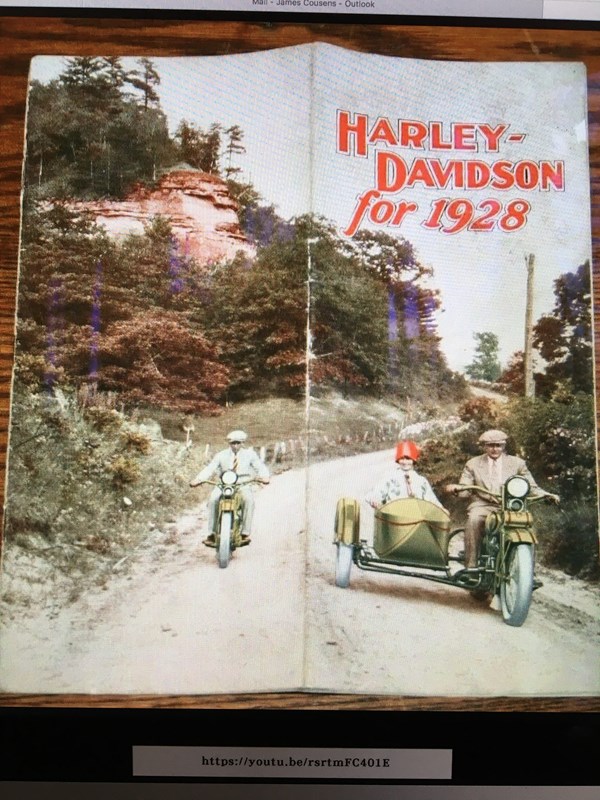 Mail - James Cousens - Outlook
HARLEY-
DAVIDSON
for 1928
https://youtu.be/rsrtmFC401E